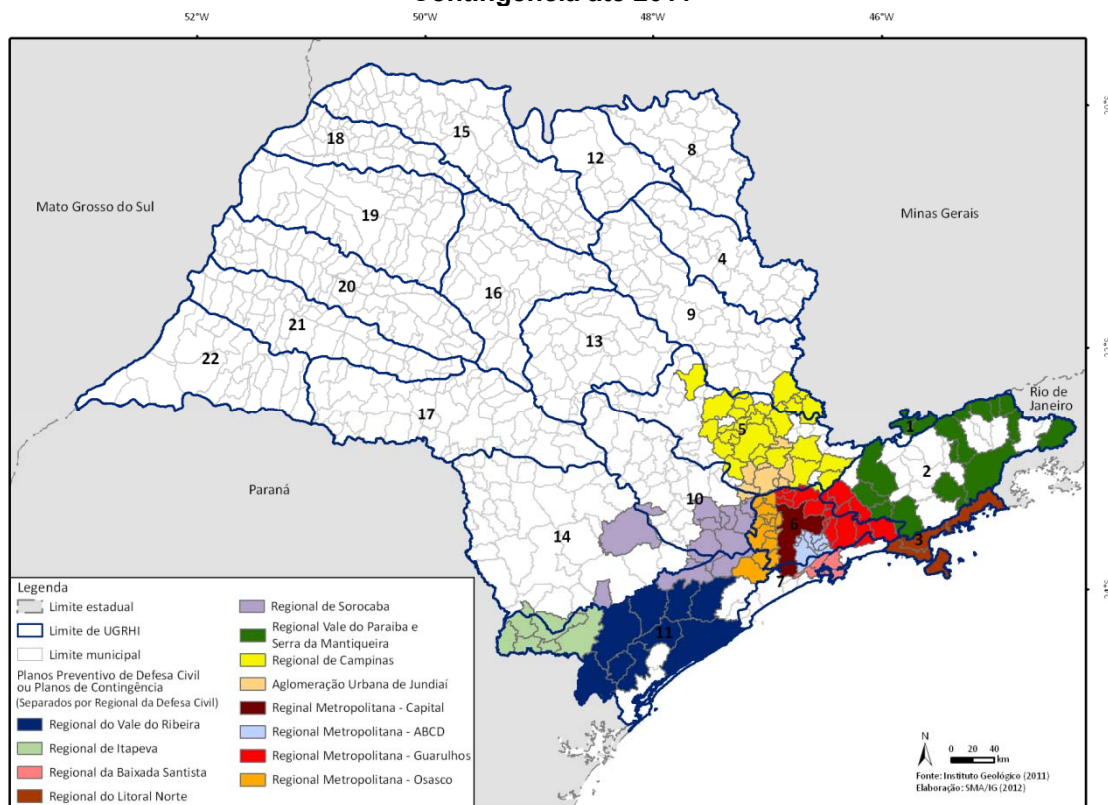 Contingência até 2011
52°W 50°W 48°W 46°W
20°S
22°S
24°S
Mato Grosso do Sul
Minas Gerais
Rio de
Janeiro
Paraná
18
15
12
8
19
4
20
16
9
21
13
22
17
5
1
2
10
6
14
3
7
11
Legenda
Limite estadual
Limite de UGRHI
Limite municipal
Planos Preventivo de Defesa Civil
ou Planos de Contingência
(Separados por Regional da Defesa Civil)
Regional do Vale do Ribeira
Regional de Itapeva
Regional da Baixada Santista
Regional do Litoral Norte
Regional de Sorocaba
Regional Vale do Paraiba e
Serra da Mantiqueira
Regional de Campinas
Aglomeração Urbana de Jundiaí
Reginal Metropolitana - Capital
Regional Metropolitana - ABCD
Regional Metropolitana - Guarulhos
Regional Metropolitana - Osasco
N
0 20 40
km
Fonte: Instituto Geológico (2011)
Elaboração: SMA/IG (2012)